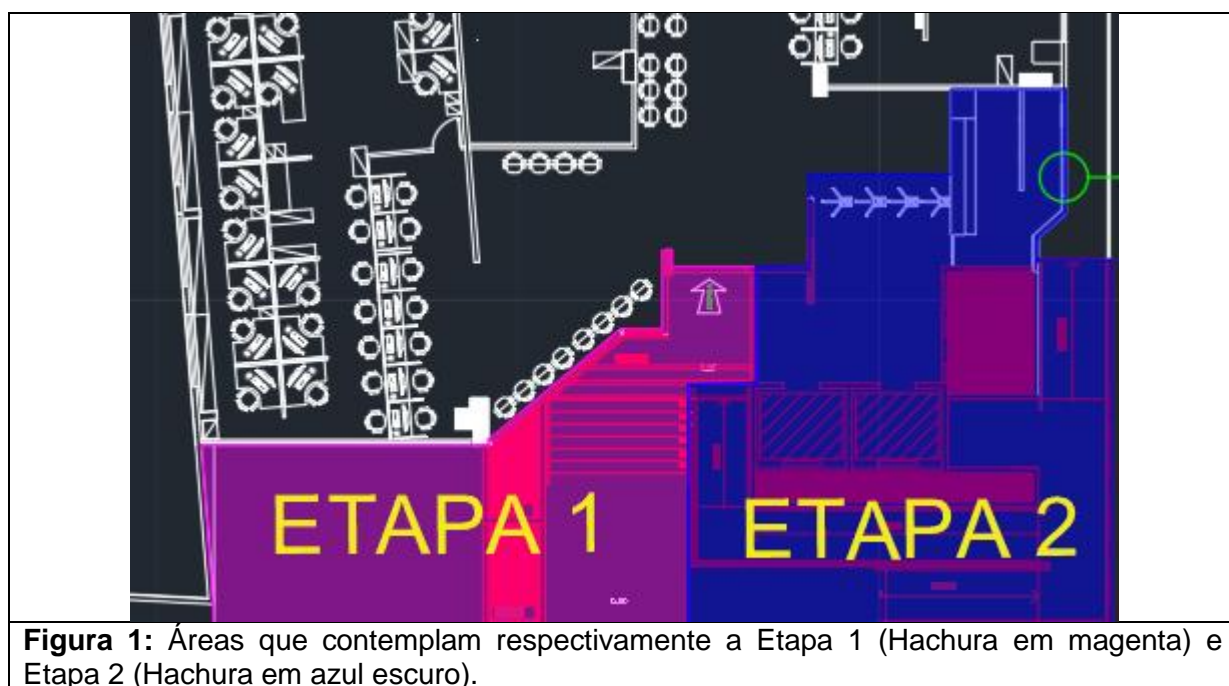 ETAPA 1
ETAPA 2
Figura 1: Áreas que contemplam respectivamente a Etapa 1 (Hachura em magenta) e
Etapa 2 (Hachura em azul escuro).